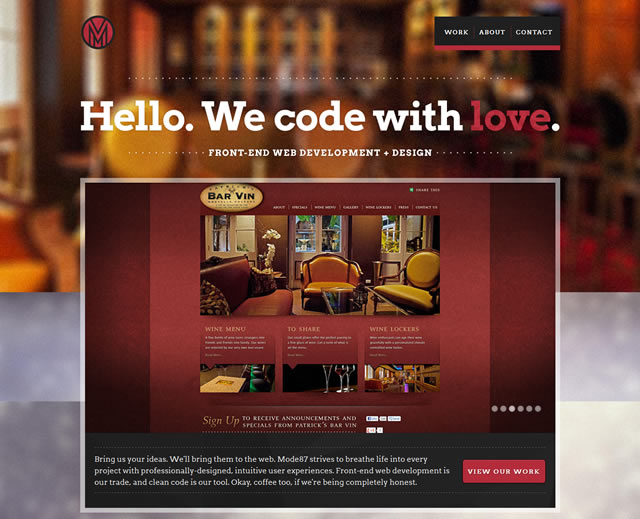 WORK ABOUT CONTACT
Hello. We code with love.
FRONT-END WEB DEVELOPMENT + DESIGN
BAR VIN
SHARE THIS
ABOUT SPECIALS WINE MENU GALLERY WINE LOCKERS PRESS CONTACT US
WINE MENU TO SHARE WINE LOCKERS
Sign Up TO RECEIVE ANNOUNCEMENTS AND
SPECIALS FROM PATRICK'S BAR VIN
Bring us your ideas. We'll bring them to the web. Mode87 strives to breathe life into every
project with professionally-designed, intuitive user experiences. Front-end web development is
our trade, and clean code is our tool. Okay, coffee too, if we're being completely honest.
VIEW OUR WORK